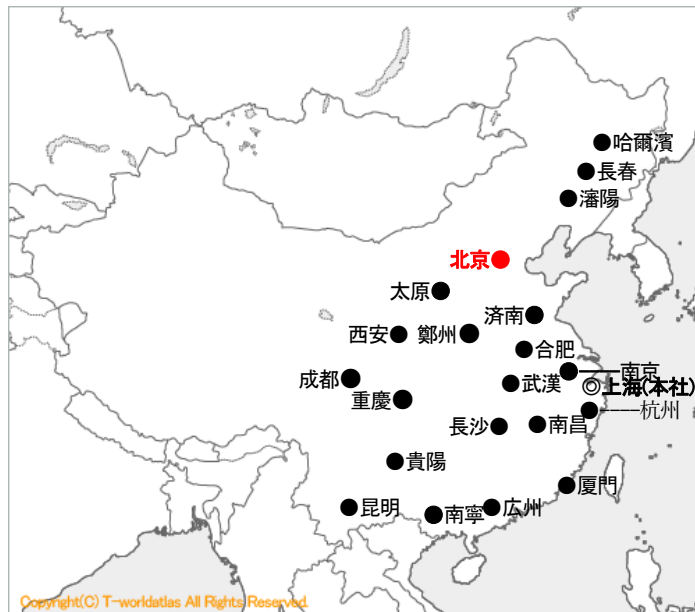 哈爾濱
長春
瀋陽
北京
太原
済南
西安
鄭州
合肥
南京
成都
武漢
上海(本社)
重慶
杭州
長沙
南昌
貴陽
厦門
昆明
南寧
広州
Copyright(C) T-worldatlas All Rights Reserved.